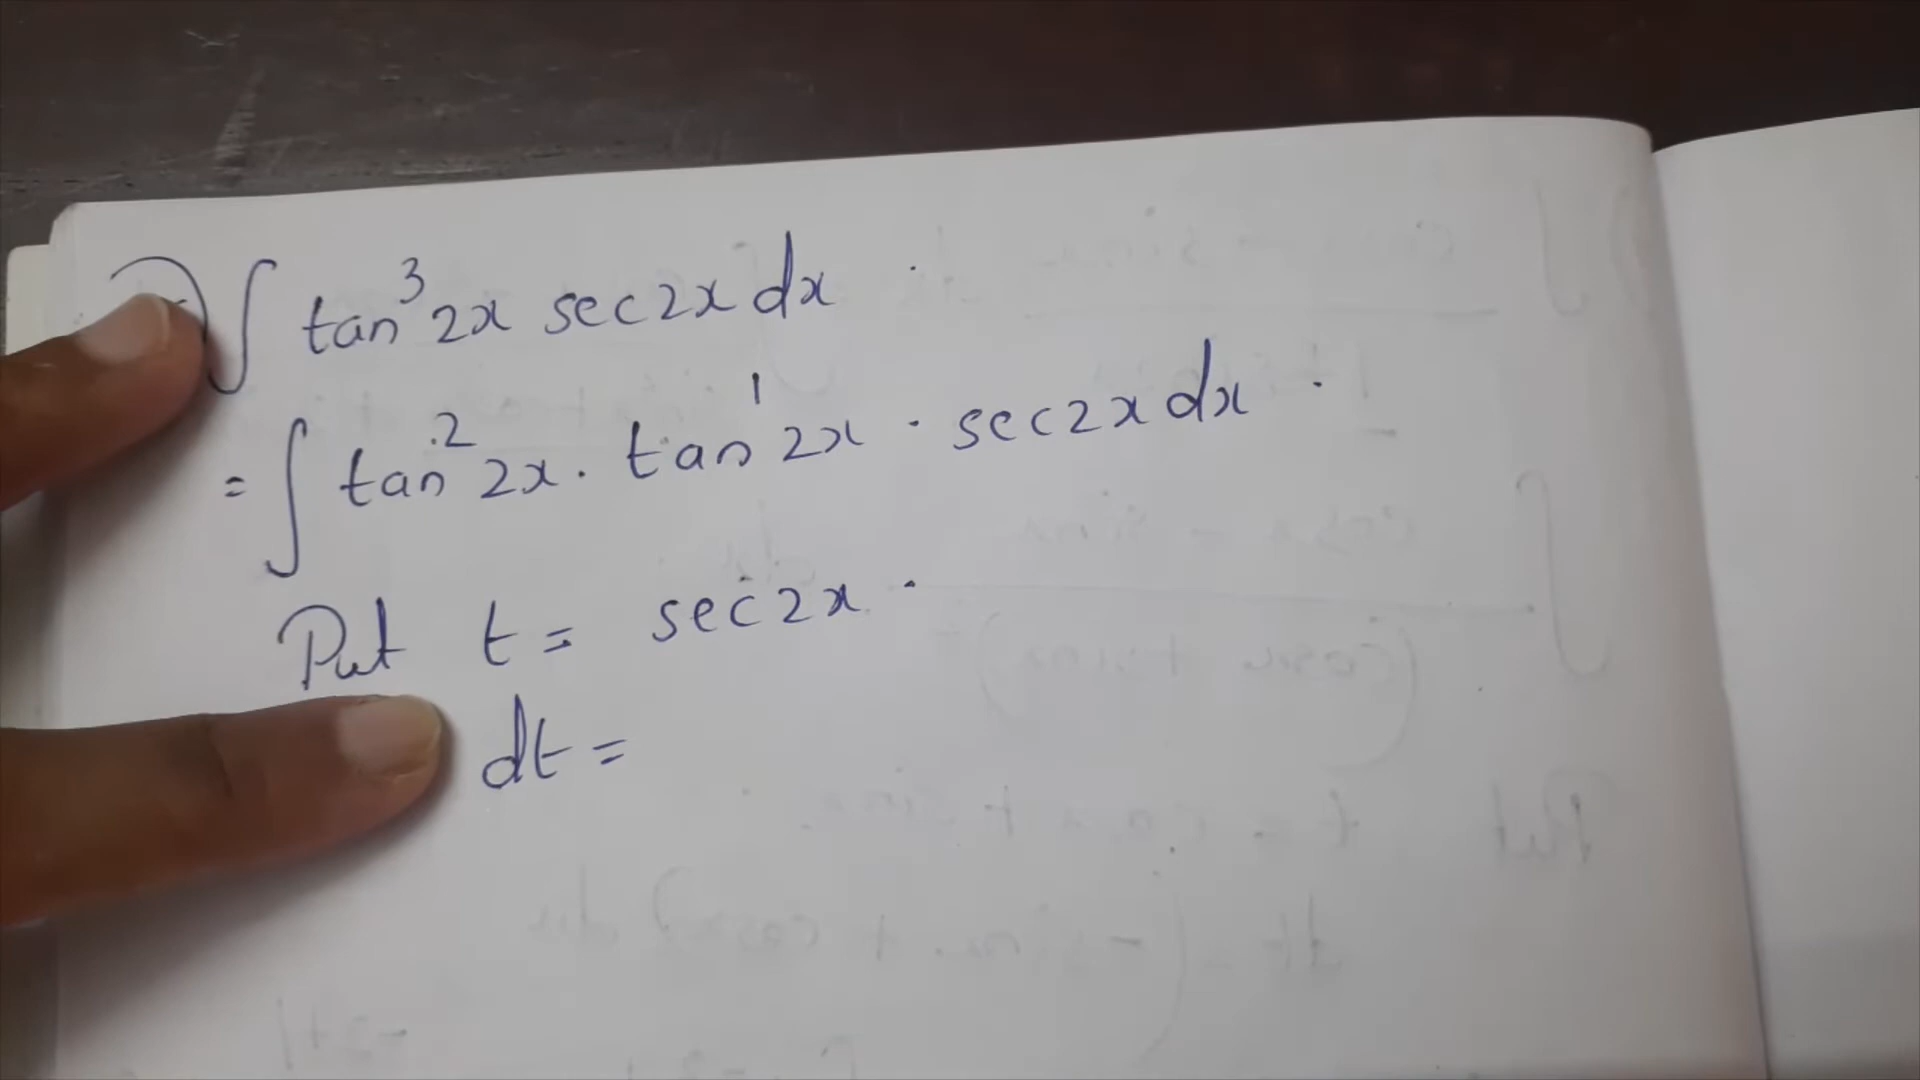 ∫ tan³2x sec2x dx
= ∫ tan²2x . tan¹2x . sec2x dx .
Put t = sec2x .
dt =